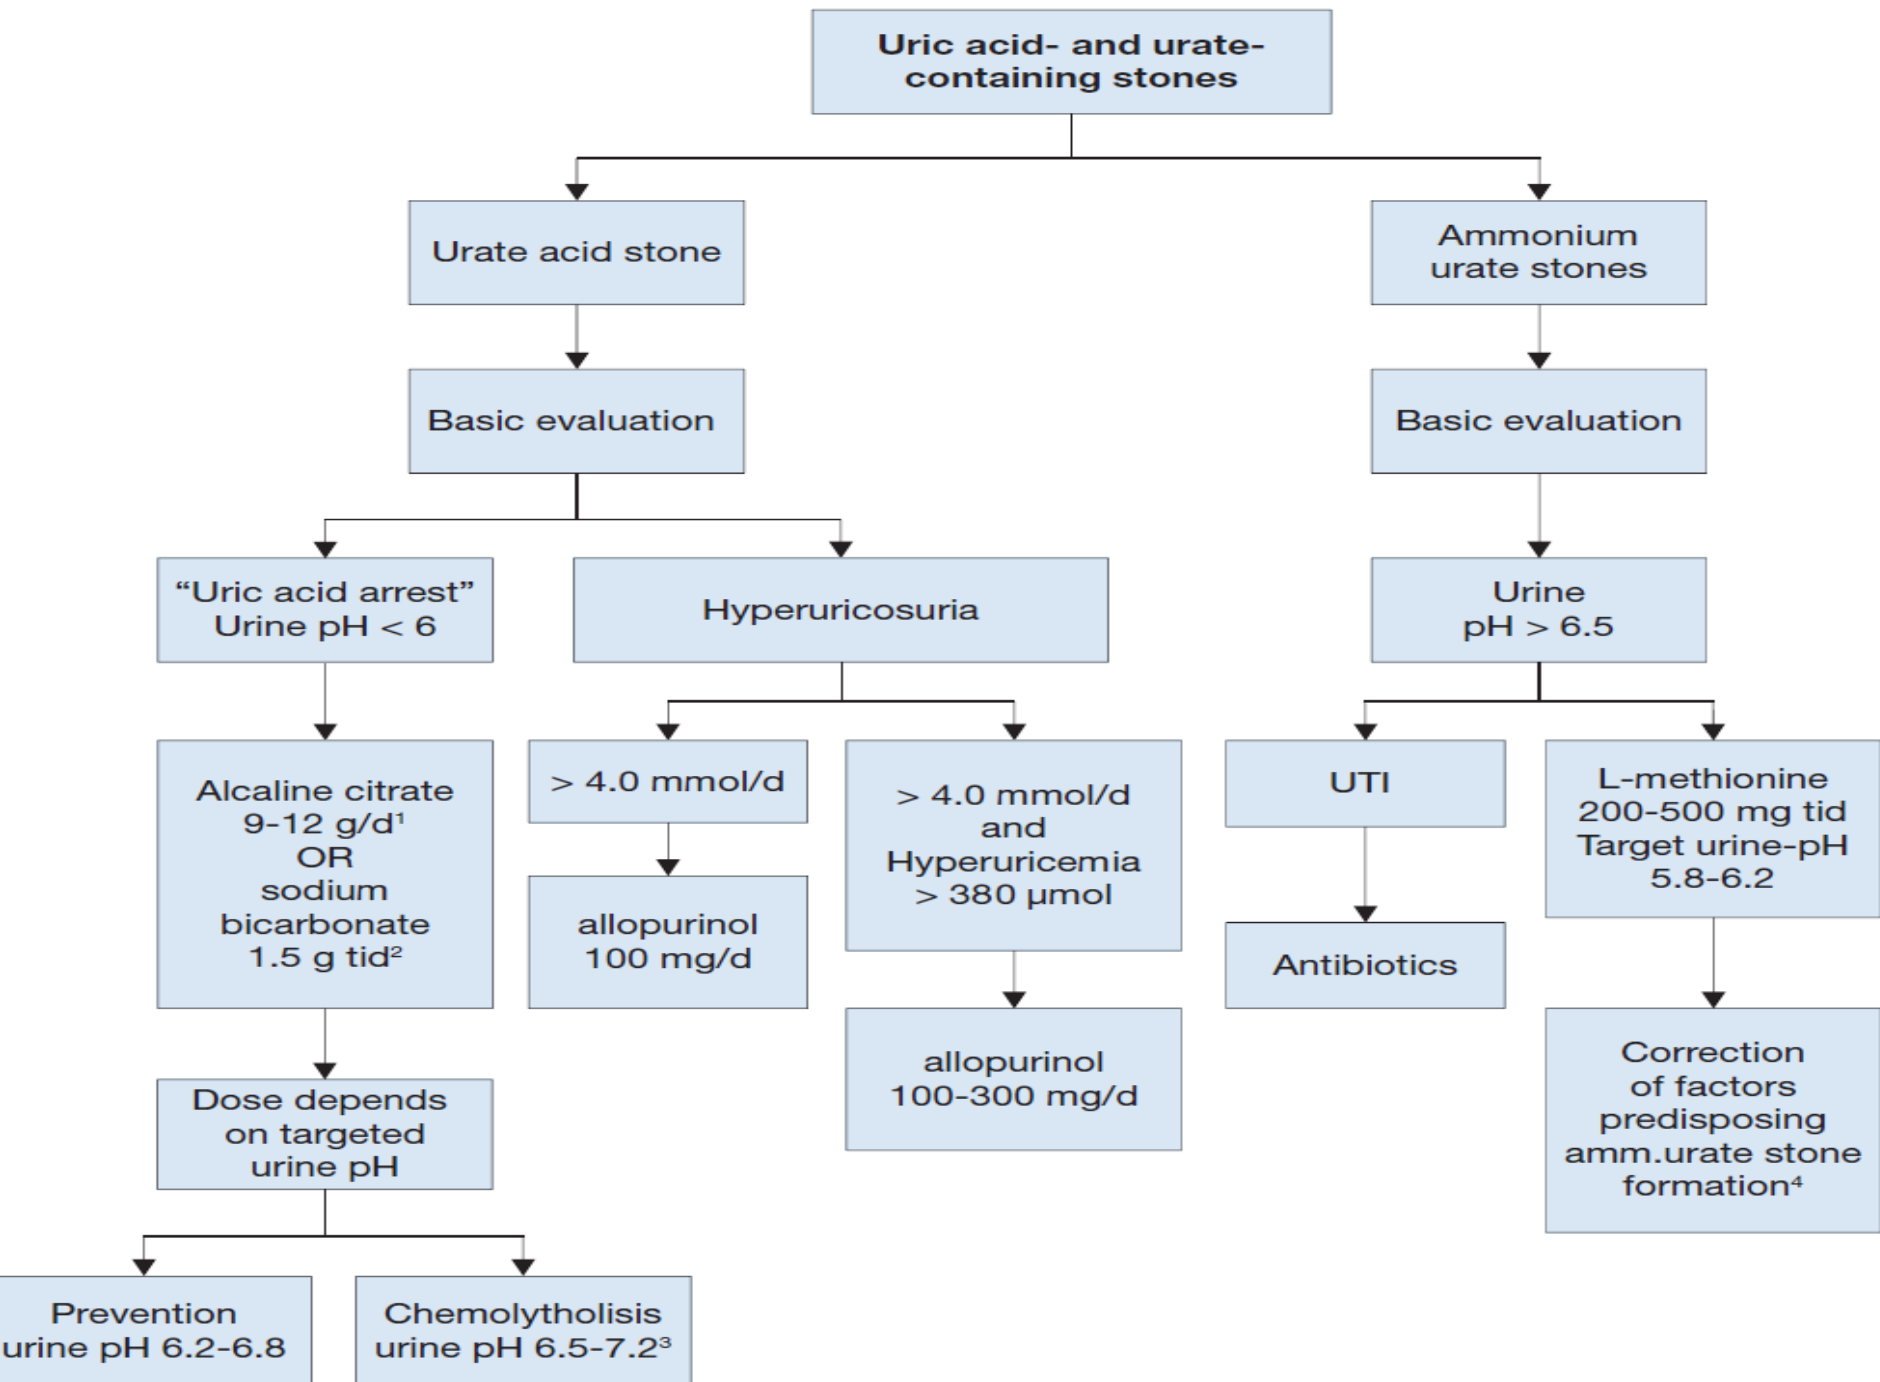 Uric acid- and urate-
containing stones
Urate acid stone
Ammonium
urate stones
Basic evaluation
Basic evaluation
“Uric acid arrest”
Urine pH < 6
Hyperuricosuria
Urine
pH > 6.5
Alcaline citrate
9-12 g/d¹
OR
sodium
bicarbonate
1.5 g tid²
> 4.0 mmol/d
> 4.0 mmol/d
and
Hyperuricemia
> 380 µmol
UTI
L-methionine
200-500 mg tid
Target urine-pH
5.8-6.2
allopurinol
100 mg/d
Antibiotics
allopurinol
100-300 mg/d
Correction
of factors
predisposing
amm.urate stone
formation⁴
Dose depends
on targeted
urine pH
Prevention
urine pH 6.2-6.8
Chemolytholisis
urine pH 6.5-7.2³